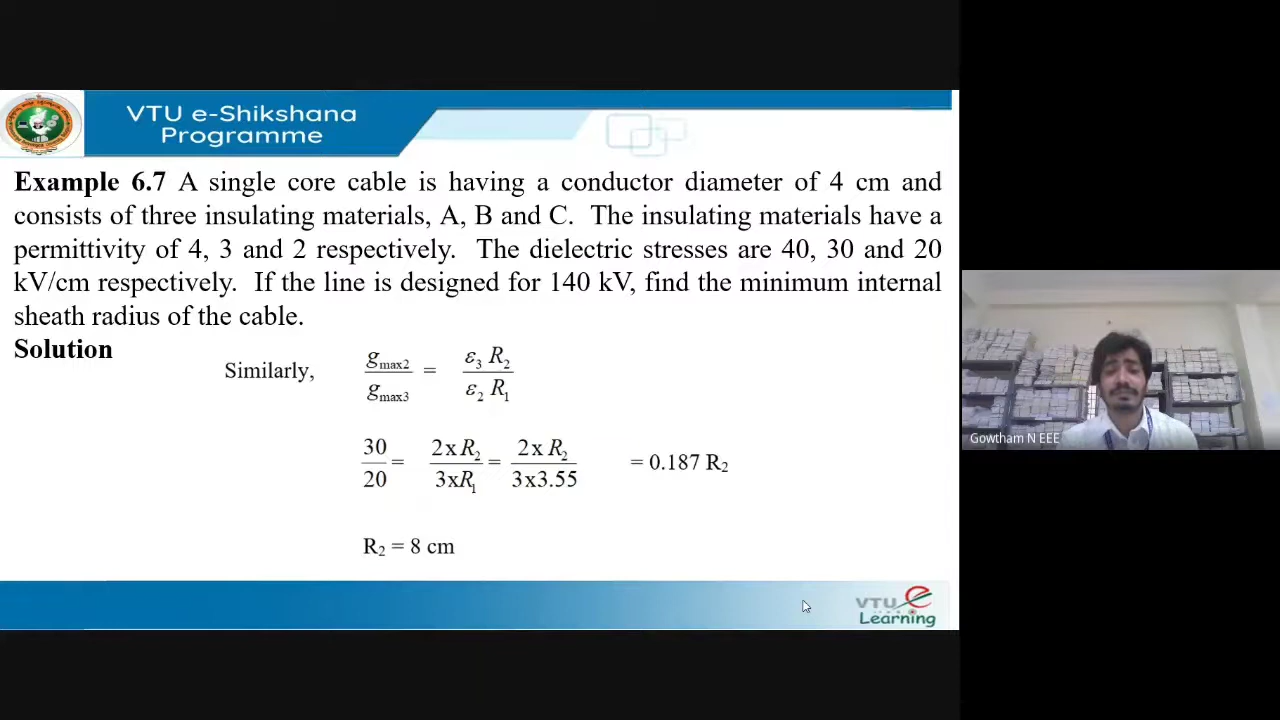 VTU e-Shikshana
Programme
Example 6.7 A single core cable is having a conductor diameter of 4 cm and
consists of three insulating materials, A, B and C. The insulating materials have a
permittivity of 4, 3 and 2 respectively. The dielectric stresses are 40, 30 and 20
kV/cm respectively. If the line is designed for 140 kV, find the minimum internal
sheath radius of the cable.
Solution
Similarly, gmax2 / gmax3 = ε3 R2 / ε2 R1
30 / 20 = 2 x R2 / 3 x R1 = 2 x R2 / 3 x 3.55 = 0.187 R2
R2 = 8 cm
Gowtham N EEE
VTU e
Learning